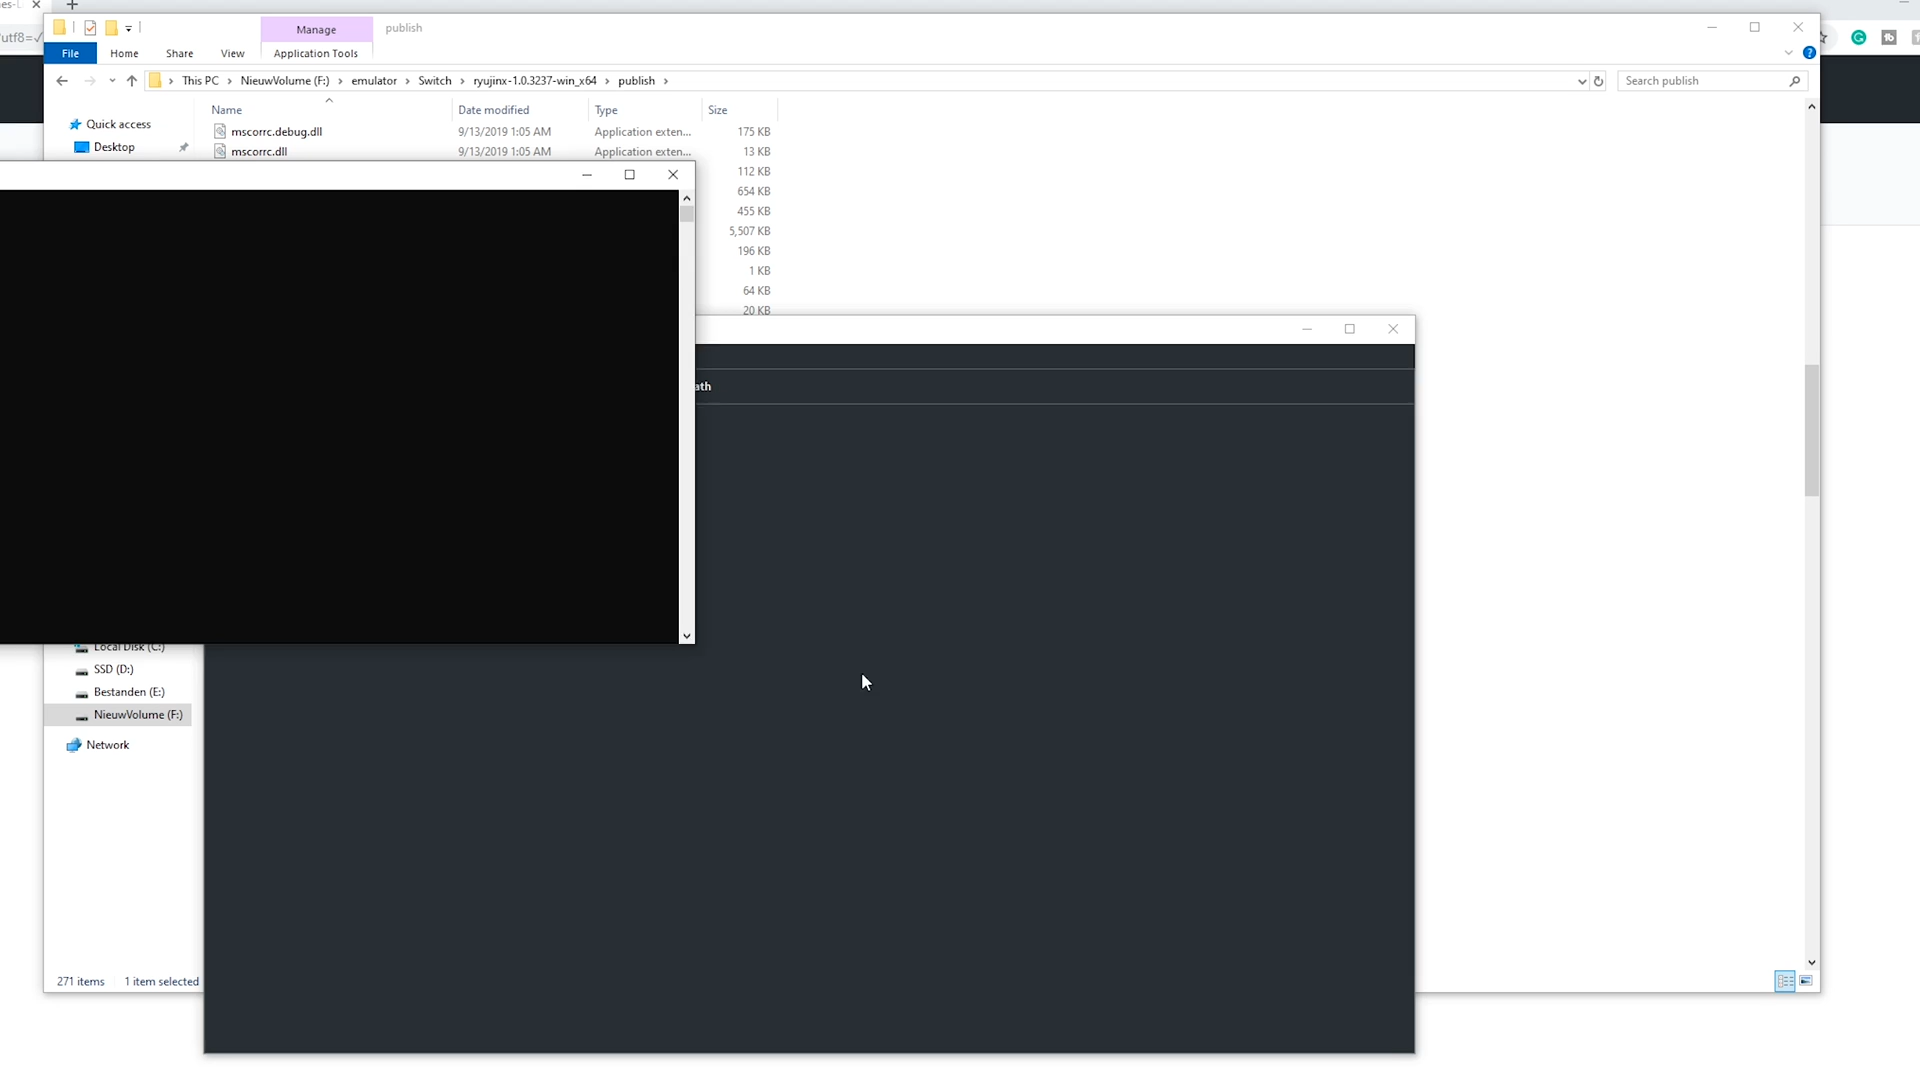 utf8=✓
Manage
publish
File
Home
Share
View
Application Tools
This PC > NieuwVolume (F:) > emulator > Switch > ryujinx-1.0.3237-win_x64 > publish >
Search publish
Name
Date modified
Type
Size
Quick access
mscorrc.debug.dll
9/13/2019 1:05 AM
Application exten...
175 KB
Desktop
mscorrc.dll
9/13/2019 1:05 AM
Application exten...
13 KB
112 KB
654 KB
455 KB
5,507 KB
196 KB
1 KB
64 KB
20 KB
ath
Local Disk (C:)
SSD (D:)
Bestanden (E:)
NieuwVolume (F:)
Network
271 items
1 item selected